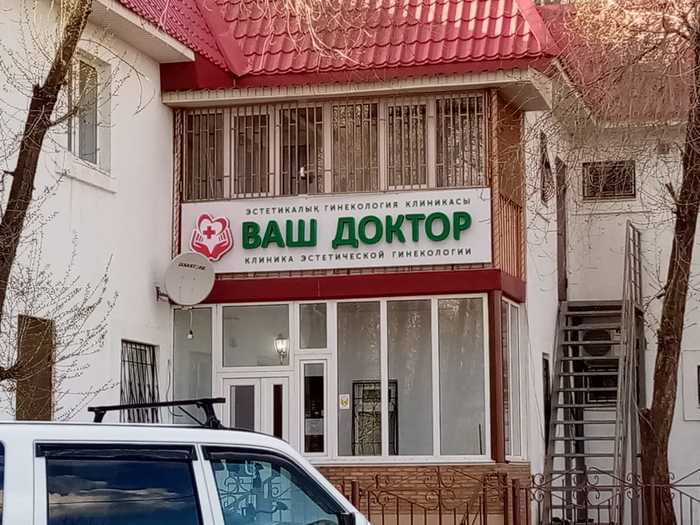 ЭСТЕТИКАЛЫҚ ГИНЕКОЛОГИЯ КЛИНИКАСЫ
ВАШ ДОКТОР
КЛИНИКА ЭСТЕТИЧЕСКОЙ ГИНЕКОЛОГИИ